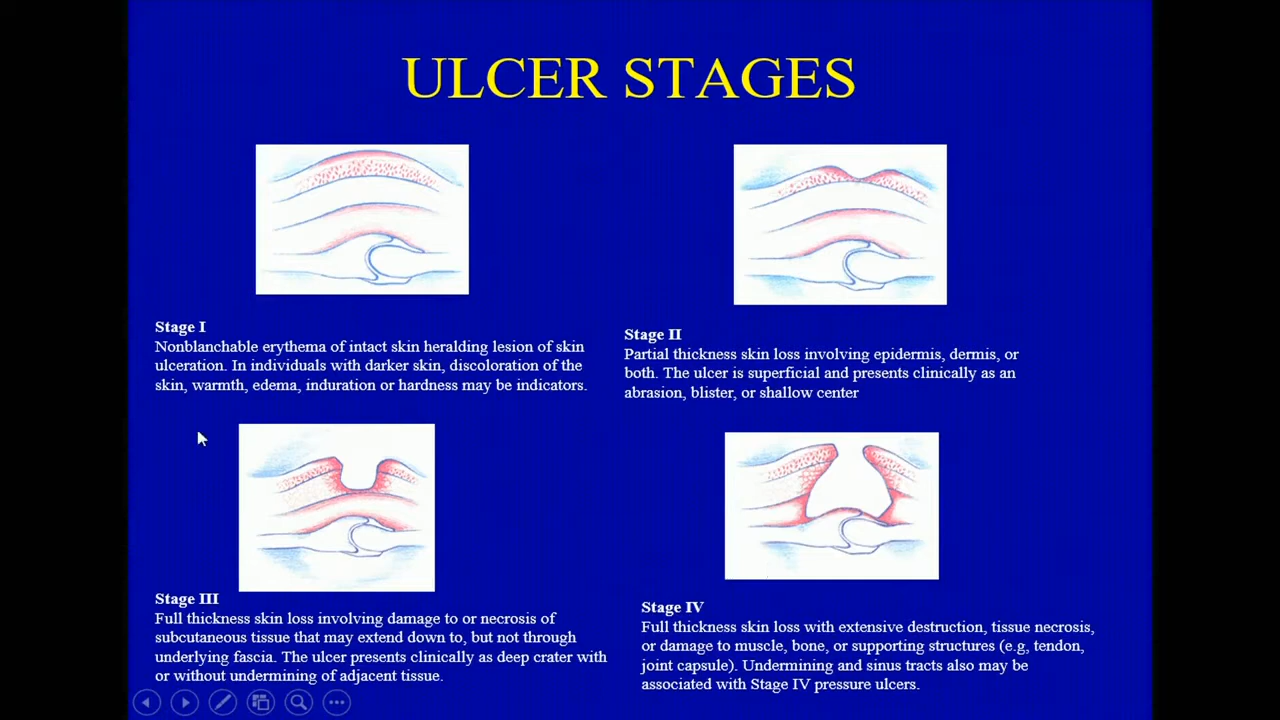 ULCER STAGES
Stage I
Nonblanchable erythema of intact skin heralding lesion of skin
ulceration. In individuals with darker skin, discoloration of the
skin, warmth, edema, induration or hardness may be indicators.
Stage II
Partial thickness skin loss involving epidermis, dermis, or
both. The ulcer is superficial and presents clinically as an
abrasion, blister, or shallow center
Stage III
Full thickness skin loss involving damage to or necrosis of
subcutaneous tissue that may extend down to, but not through
underlying fascia. The ulcer presents clinically as deep crater with
or without undermining of adjacent tissue.
Stage IV
Full thickness skin loss with extensive destruction, tissue necrosis,
or damage to muscle, bone, or supporting structures (e.g, tendon,
joint capsule). Undermining and sinus tracts also may be
associated with Stage IV pressure ulcers.